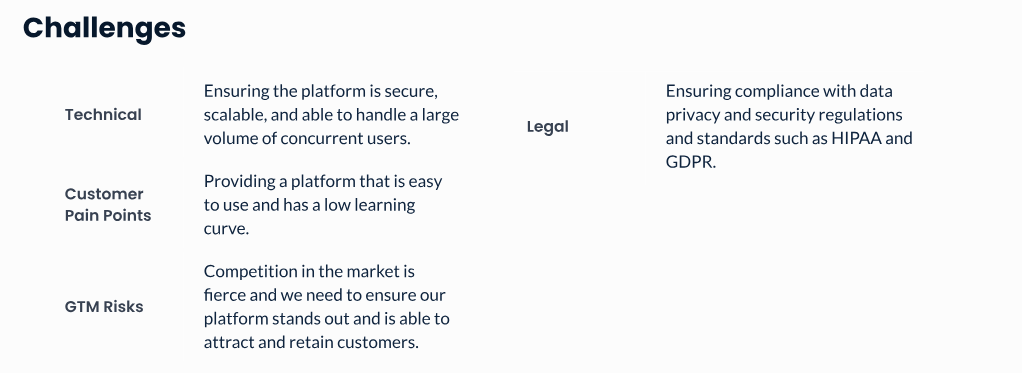 Challenges
Technical
Ensuring the platform is secure,
scalable, and able to handle a large
volume of concurrent users.
Customer
Pain Points
Providing a platform that is easy
to use and has a low learning
curve.
GTM Risks
Competition in the market is
fierce and we need to ensure our
platform stands out and is able to
attract and retain customers.
Legal
Ensuring compliance with data
privacy and security regulations
and standards such as HIPAA and
GDPR.